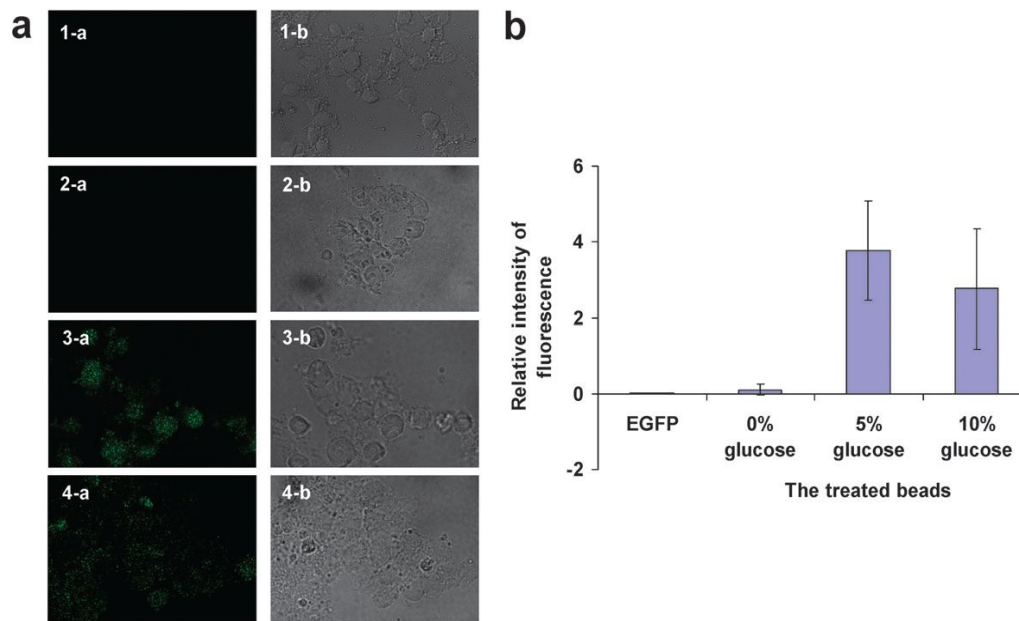 a
1-a
1-b
2-a
2-b
3-a
3-b
4-a
4-b
b
Relative intensity of
fluorescence
6
4
2
0
-2
EGFP
0%
glucose
5%
glucose
10%
glucose
The treated beads